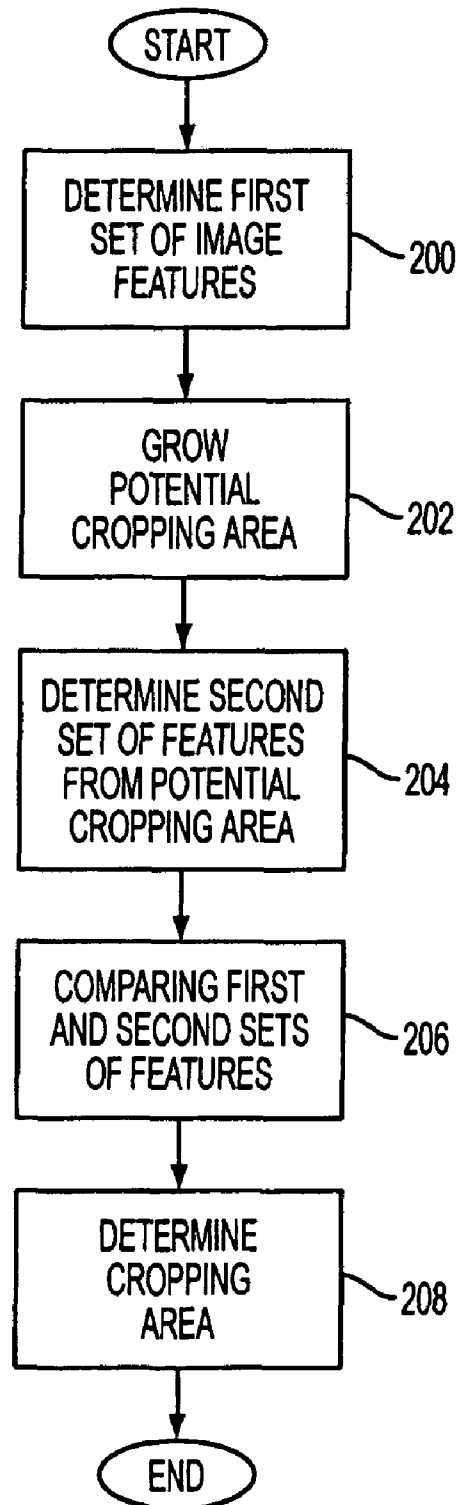 START
DETERMINE FIRST
SET OF IMAGE
FEATURES
200
GROW
POTENTIAL
CROPPING AREA
202
DETERMINE SECOND
SET OF FEATURES
FROM POTENTIAL
CROPPING AREA
204
COMPARING FIRST
AND SECOND SETS
OF FEATURES
206
DETERMINE
CROPPING
AREA
208
END